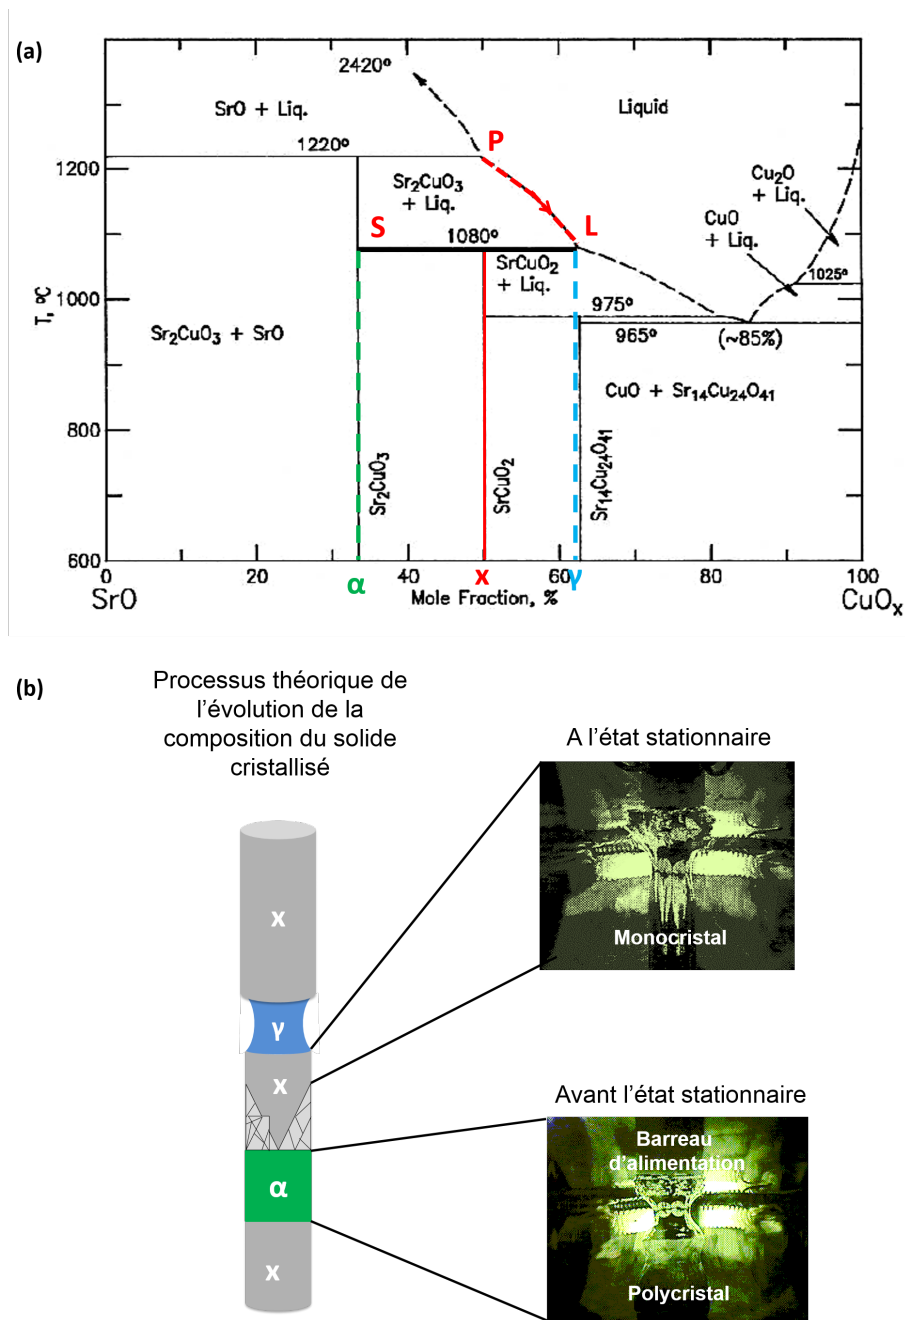 (a)
2420°
SrO + Liq.
Liquid
1220°
P
1200
Sr₂CuO₃
+ Liq.
Cu₂O
+ Liq.
CuO
+ Liq.
S
1080°
L
SrCuO₂
+ Liq.
1025°
1000
T, °C
975°
Sr₂CuO₃ + SrO
965°
(~85%)
CuO + Sr₁₄Cu₂₄O₄₁
800
Sr₂CuO₃
SrCuO₂
Sr₁₄Cu₂₄O₄₁
600
0
20
40
60
80
100
α
x
γ
SrO
Mole Fraction, %
CuOₓ
(b)
Processus théorique de
l’évolution de la
composition du solide
cristallisé
A l’état stationnaire
x
Monocristal
γ
x
Avant l’état stationnaire
Barreau
d’alimentation
α
x
Polycristal